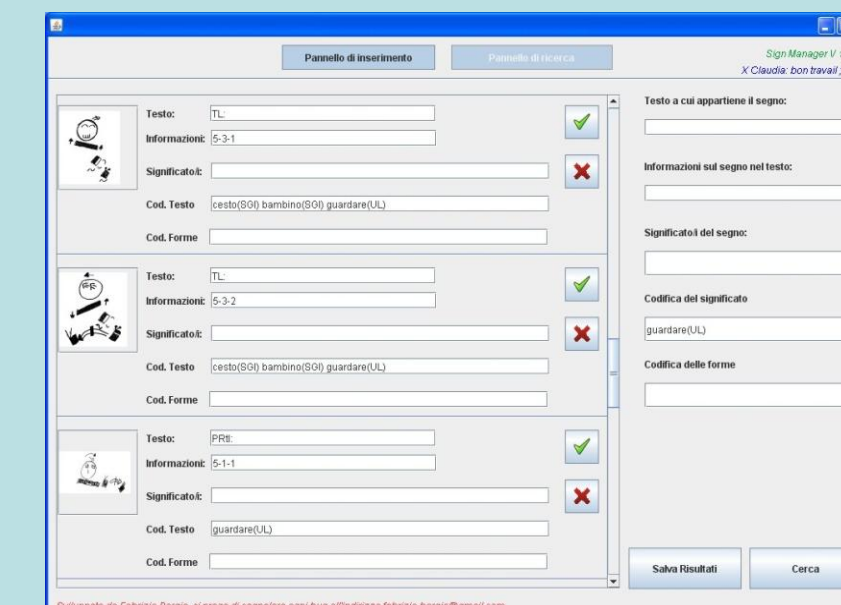 Pannello di inserimento
Pannello di ricerca
Sign Manager V
X Claudia: bon travail
Testo: TL:
Informazioni: 5-3-1
Significato/i:
Cod. Testo cesto(SGI) bambino(SGI) guardare(UL)
Cod. Forme
Testo: TL:
Informazioni: 5-3-2
Significato/i:
Cod. Testo cesto(SGI) bambino(SGI) guardare(UL)
Cod. Forme
Testo: PRtl:
Informazioni: 5-1-1
Significato/i:
Cod. Testo guardare(UL)
Cod. Forme
Testo a cui appartiene il segno:
Informazioni sul segno nel testo:
Significato/i del segno:
Codifica del significato
guardare(UL)
Codifica delle forme
Salva Risultati
Cerca